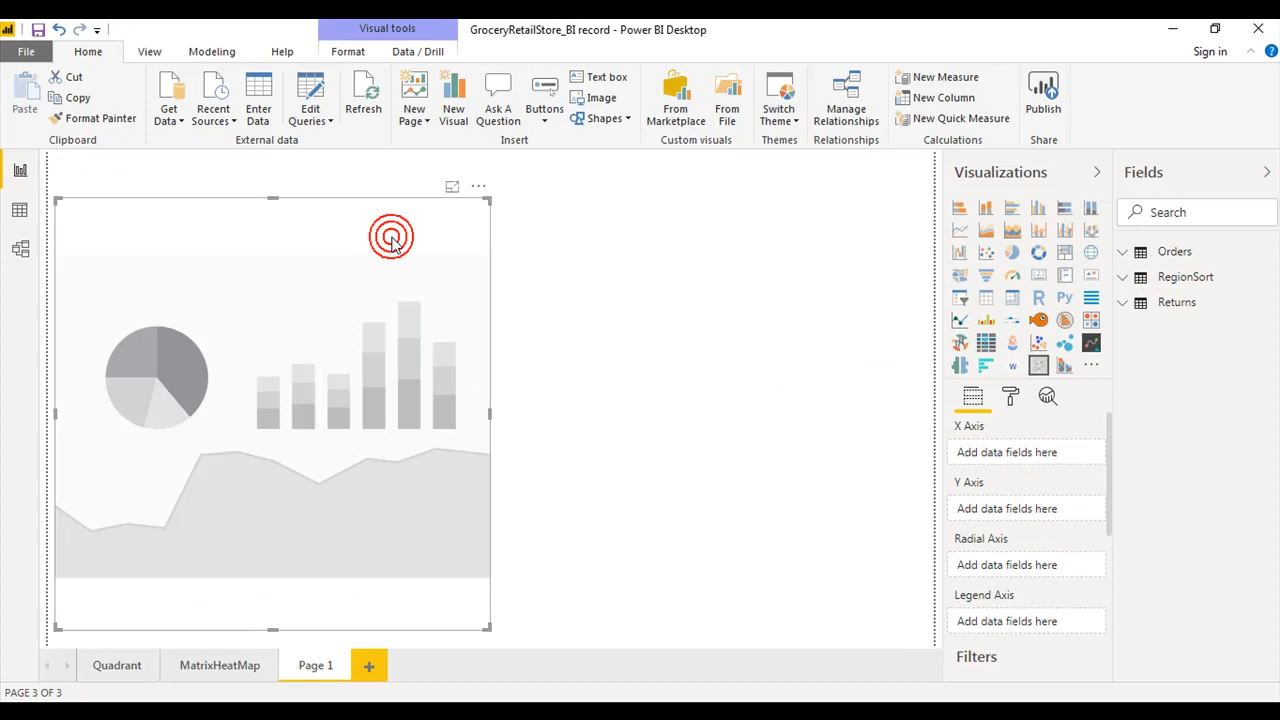 Visual tools
GroceryRetailStore_BI record - Power BI Desktop
File
Home
View
Modeling
Help
Format
Data / Drill
Sign in
Paste
Cut
Copy
Format Painter
Clipboard
Get Data
Recent Sources
Enter Data
Edit Queries
Refresh
External data
New Page
New Visual
Ask A Question
Buttons
Text box
Image
Shapes
Insert
From Marketplace
From File
Custom visuals
Switch Theme
Themes
Manage Relationships
Relationships
New Measure
New Column
New Quick Measure
Calculations
Publish
Share
Visualizations
R
Py
W
X Axis
Add data fields here
Y Axis
Add data fields here
Radial Axis
Add data fields here
Legend Axis
Add data fields here
Filters
Fields
Search
Orders
RegionSort
Returns
Quadrant
MatrixHeatMap
Page 1
PAGE 3 OF 3